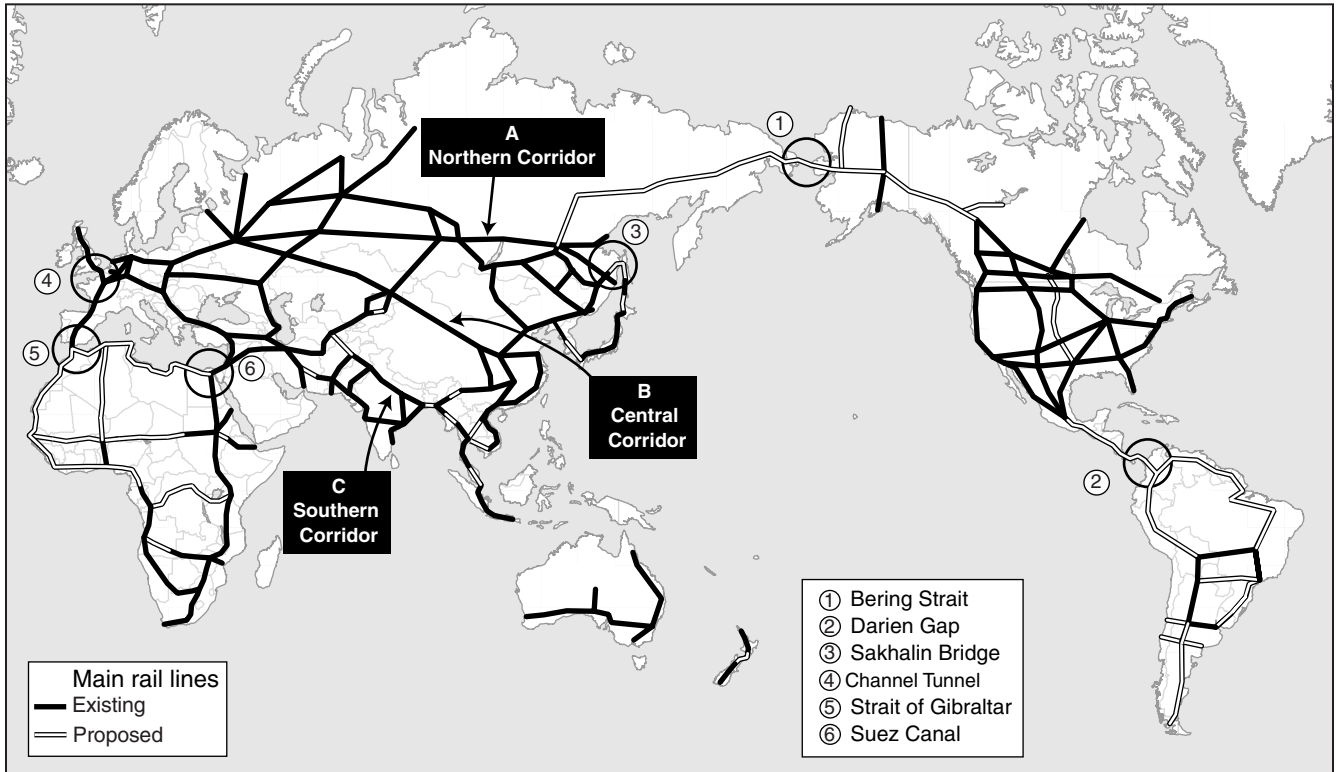 1
A
Northern Corridor
3
4
5
6
B
Central
Corridor
C
Southern
Corridor
2
Main rail lines
Existing
Proposed
1 Bering Strait
2 Darien Gap
3 Sakhalin Bridge
4 Channel Tunnel
5 Strait of Gibraltar
6 Suez Canal